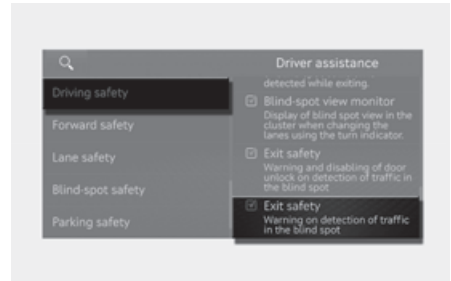 Driver assistance
Driving safety
Forward safety
Lane safety
Blind-spot safety
Parking safety
detected while exiting.
Blind-spot view monitor
Display of blind spot view in the
cluster when changing the
lanes using the turn indicator.
Exit safety
Warning and disabling of door
unlock on detection of traffic in
the blind spot
Exit safety
Warning on detection of traffic
in the blind spot